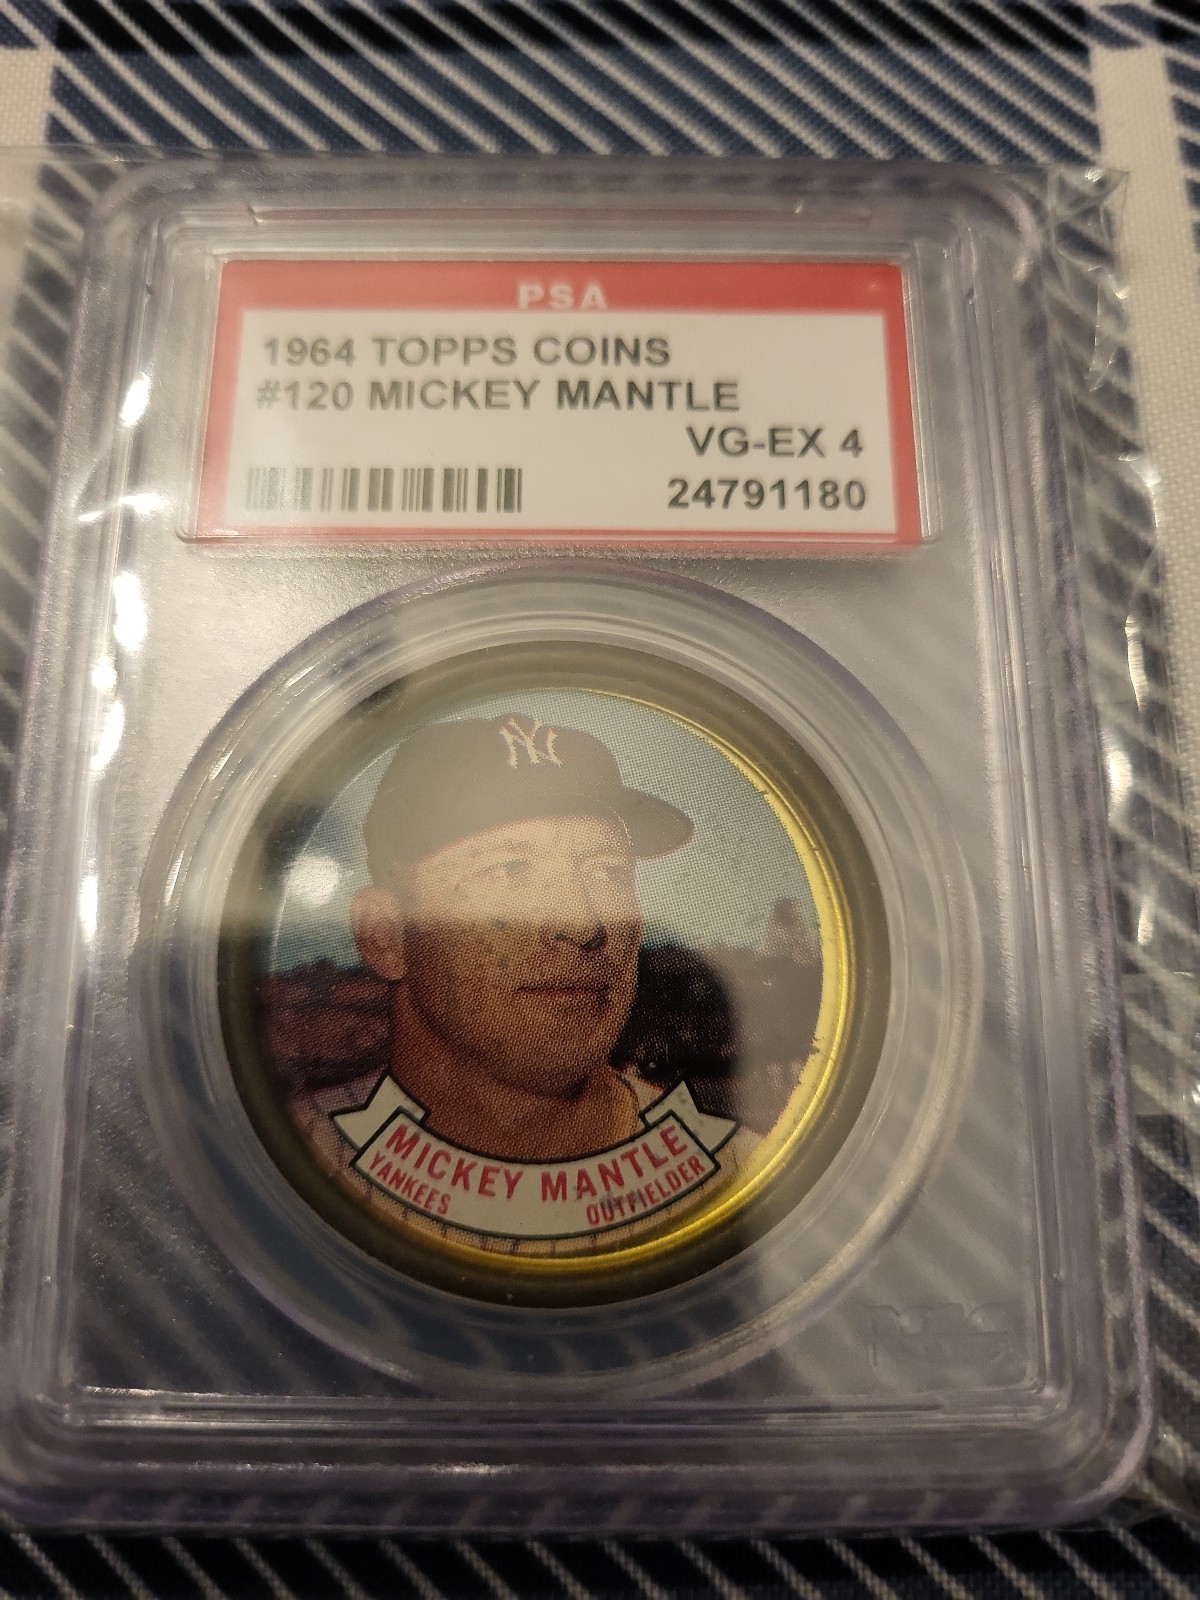 PSA
1964 TOPPS COINS
#120 MICKEY MANTLE
VG-EX 4
24791180
NY
MICKEY MANTLE
YANKEES OUTFIELDER